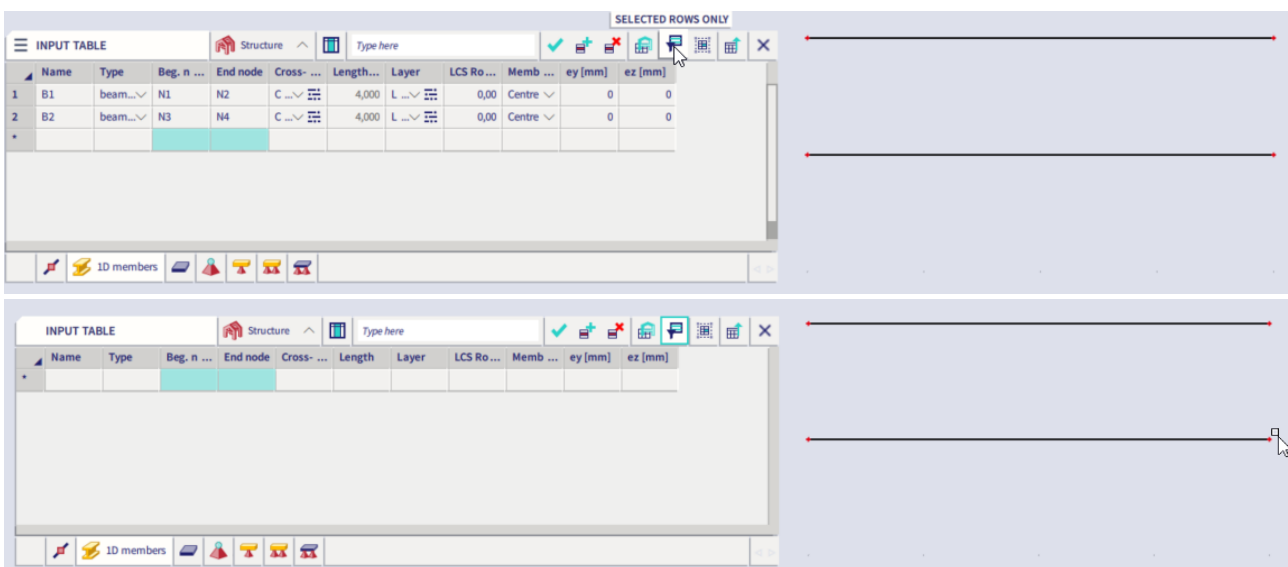 SELECTED ROWS ONLY
INPUT TABLE Structure Type here
Name Type Beg. n ... End node Cross- ... Length... Layer LCS Ro... Memb ... ey [mm] ez [mm]
1 B1 beam... N1 N2 C ... 4,000 L ... 0,00 Centre 0 0
2 B2 beam... N3 N4 C ... 4,000 L ... 0,00 Centre 0 0
*
1D members
INPUT TABLE Structure Type here
Name Type Beg. n ... End node Cross- ... Length Layer LCS Ro... Memb ... ey [mm] ez [mm]
*
1D members